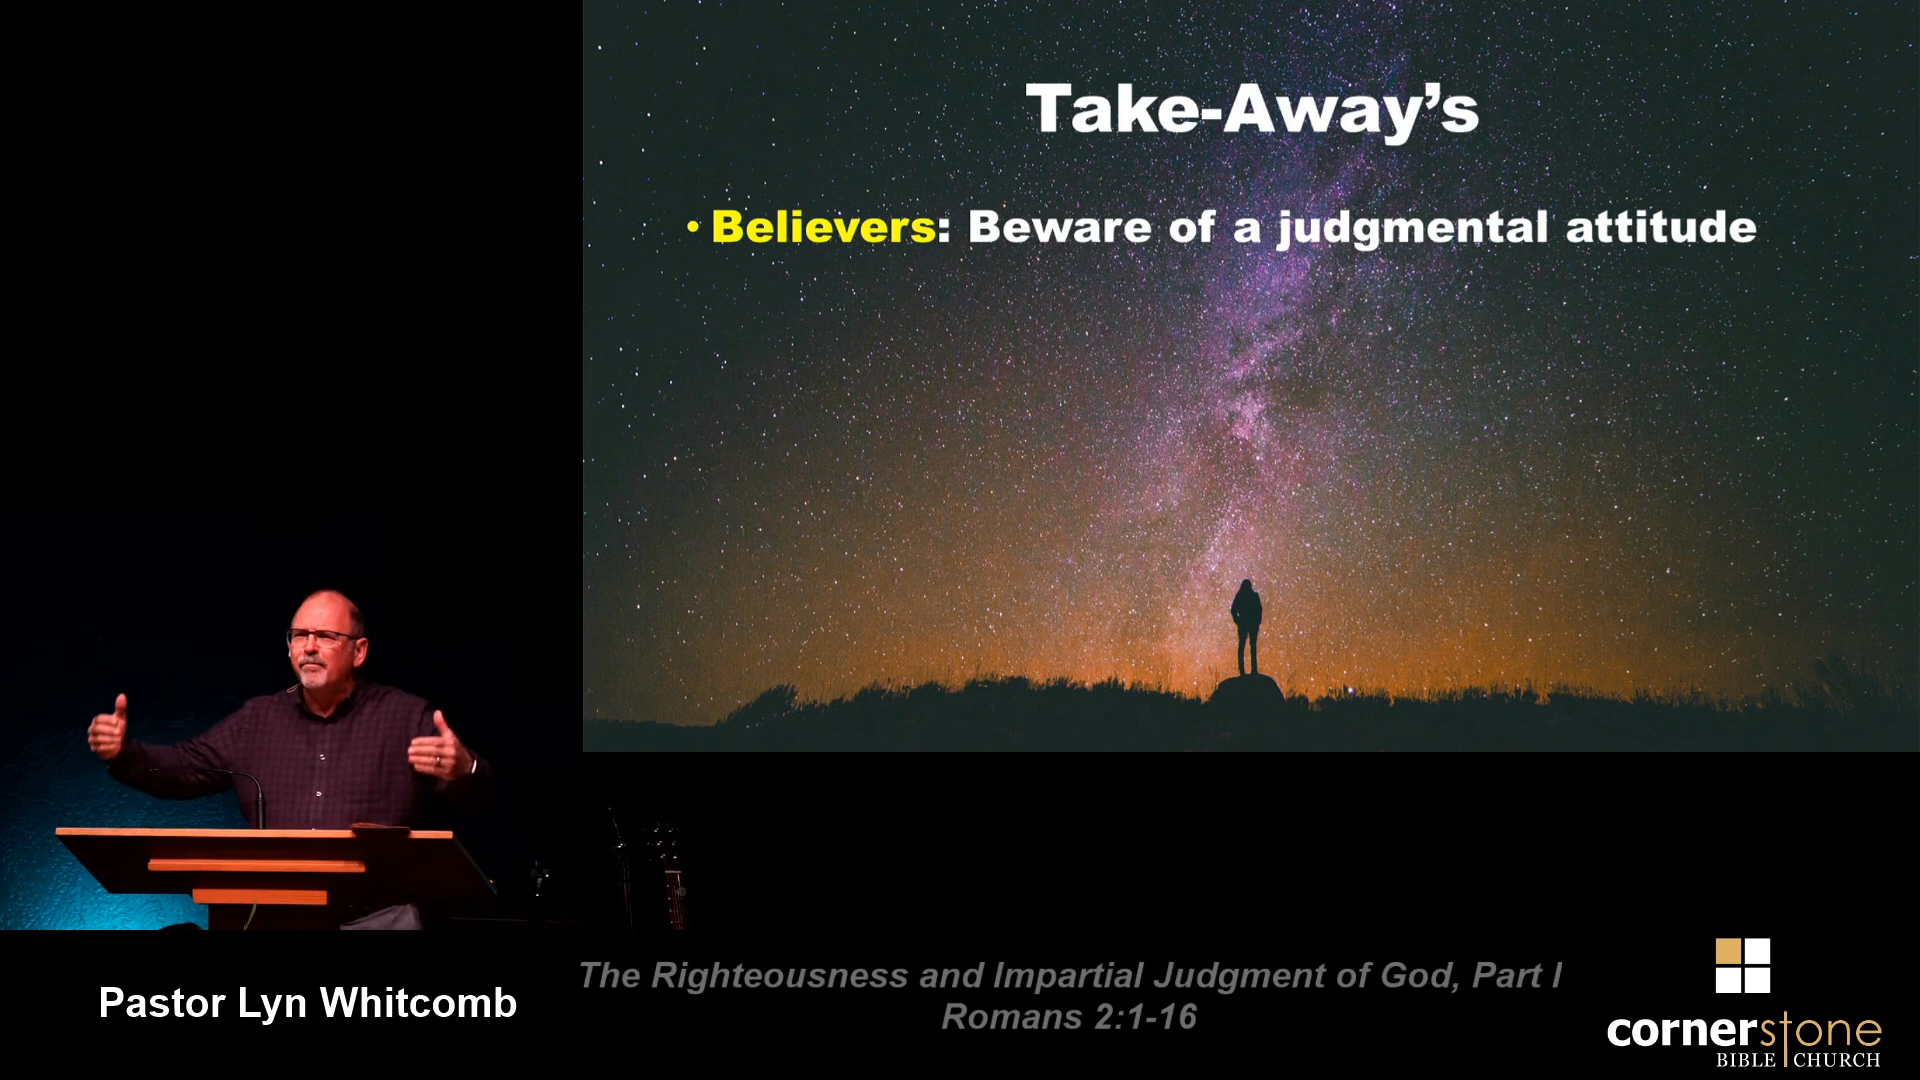 Take-Away’s
• Believers: Beware of a judgmental attitude
Pastor Lyn Whitcomb
The Righteousness and Impartial Judgment of God, Part I
Romans 2:1-16
cornerstone
BIBLE CHURCH